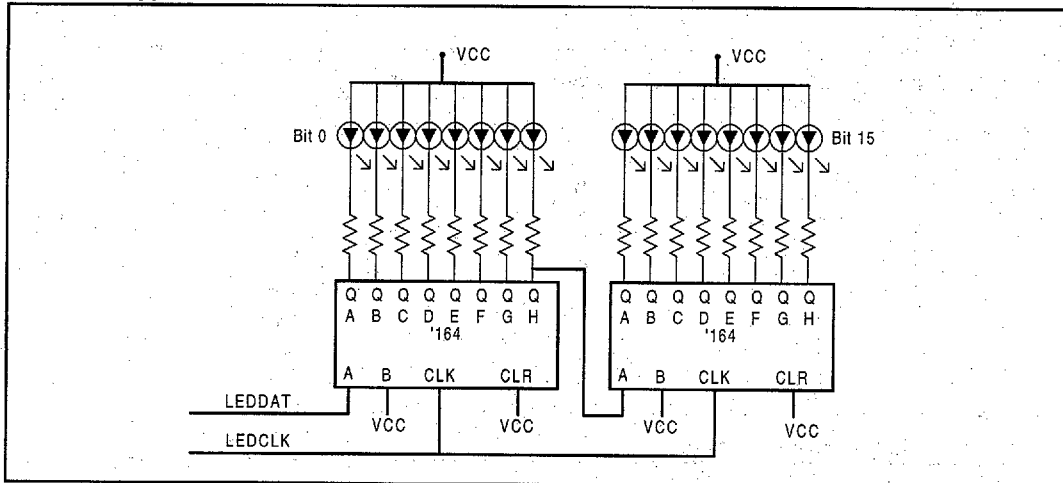 VCC VCC
Bit 0 Bit 15
Q Q Q Q Q Q Q Q Q Q Q Q Q Q Q Q
A B C D E F G H A B C D E F G H
'164 '164
A B CLK CLR A B CLK CLR
LEDDAT
VCC VCC VCC VCC
LEDCLK